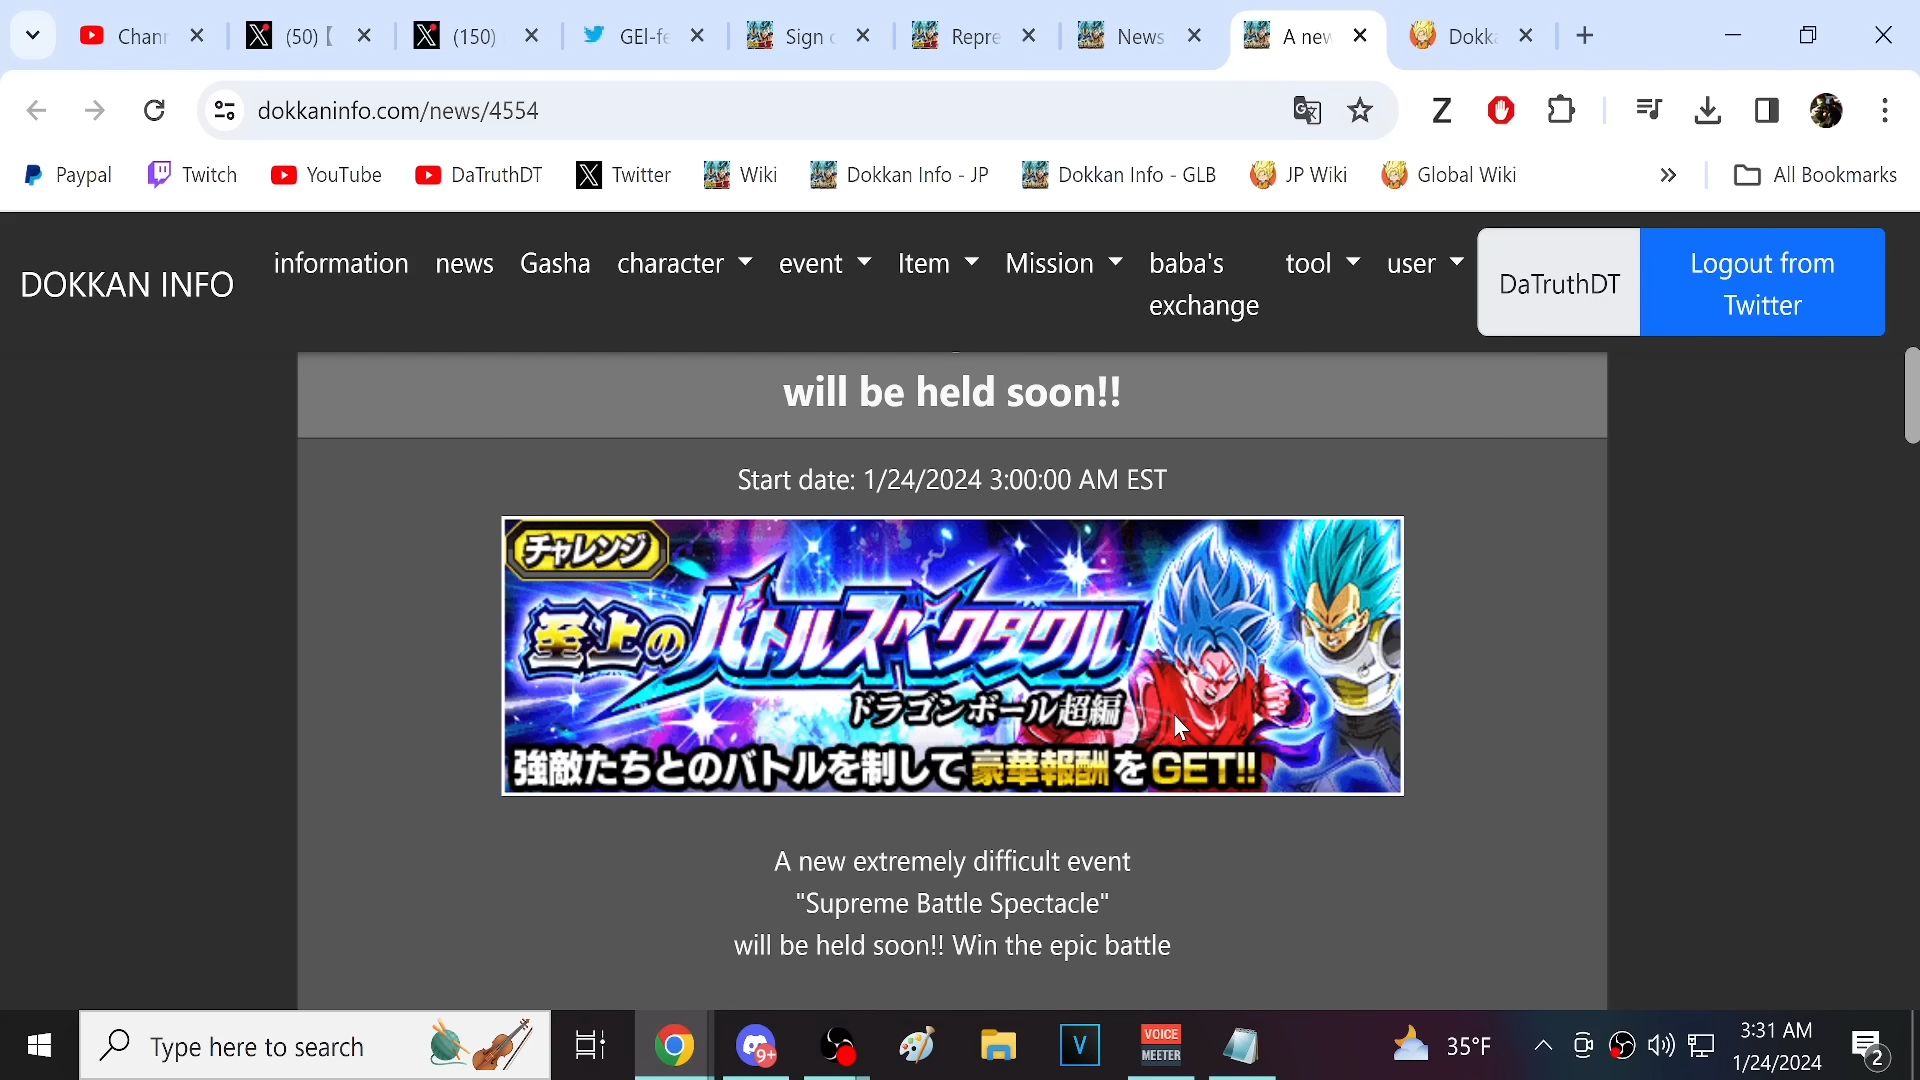 Chann
(50) [
(150)
GEI-fe
Sign o
Repre
News
A new
Dokka
dokkaninfo.com/news/4554
Z
Paypal
Twitch
YouTube
DaTruthDT
Twitter
Wiki
Dokkan Info - JP
Dokkan Info - GLB
JP Wiki
Global Wiki
»
All Bookmarks
DOKKAN INFO
information
news
Gasha
character
event
Item
Mission
baba's
exchange
tool
user
DaTruthDT
Logout from
Twitter
will be held soon!!
Start date: 1/24/2024 3:00:00 AM EST
チャレンジ
至上のバトルスペクタクル
ドラゴンボール超編
強敵たちとのバトルを制して豪華報酬をGET!!
A new extremely difficult event
"Supreme Battle Spectacle"
will be held soon!! Win the epic battle
Type here to search
9+
V
VOICE
MEETER
35°F
3:31 AM
1/24/2024
2